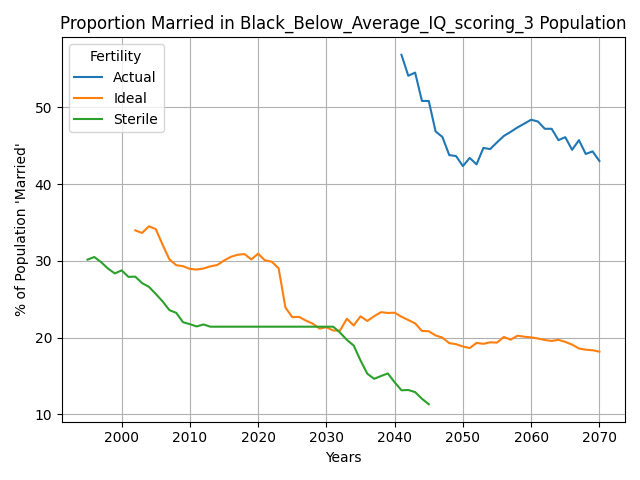 Proportion Married in Black_Below_Average_IQ_scoring_3 Population
Fertility
Actual
Ideal
Sterile
% of Population 'Married'
50
40
30
20
10
2000 2010 2020 2030 2040 2050 2060 2070
Years